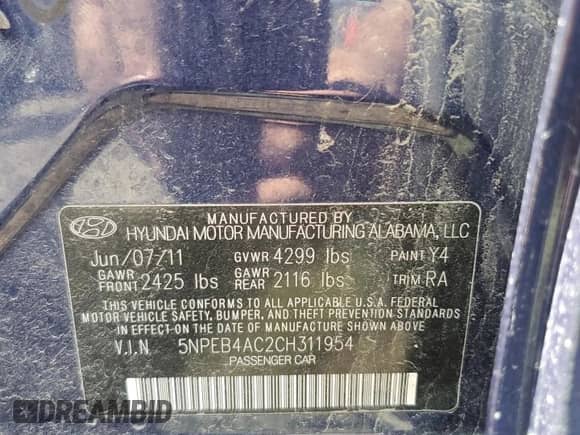 MANUFACTURED BY
HYUNDAI MOTOR MANUFACTURING ALABAMA, LLC
Jun/07/11 GVWR 4299 lbs PAINT Y4
GAWR FRONT 2425 lbs GAWR REAR 2116 lbs TRIM RA
THIS VEHICLE CONFORMS TO ALL APPLICABLE U.S.A. FEDERAL
MOTOR VEHICLE SAFETY, BUMPER, AND THEFT PREVENTION STANDARDS
IN EFFECT ON THE DATE OF MANUFACTURE SHOWN ABOVE.
V.I.N. 5NPEB4AC2CH311954
PASSENGER CAR
DREAMBID